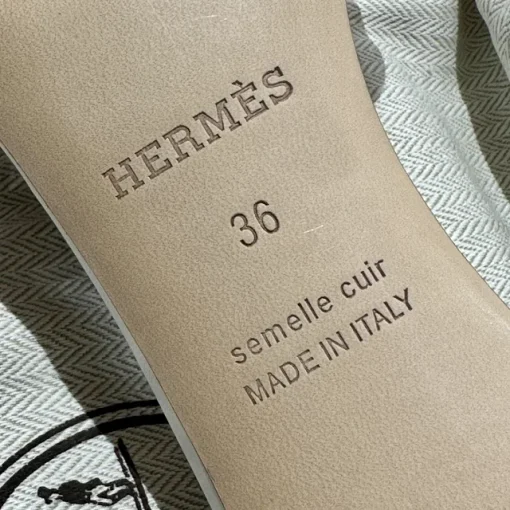 HERMÈS
36
semelle cuir
MADE IN ITALY